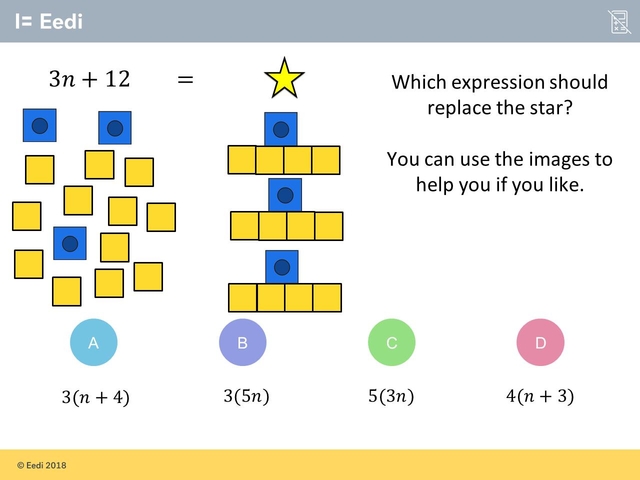 I= Eedi
3n + 12 = 
Which expression should
replace the star?
You can use the images to
help you if you like.
A
B
C
D
3(n + 4)
3(5n)
5(3n)
4(n + 3)
© Eedi 2018